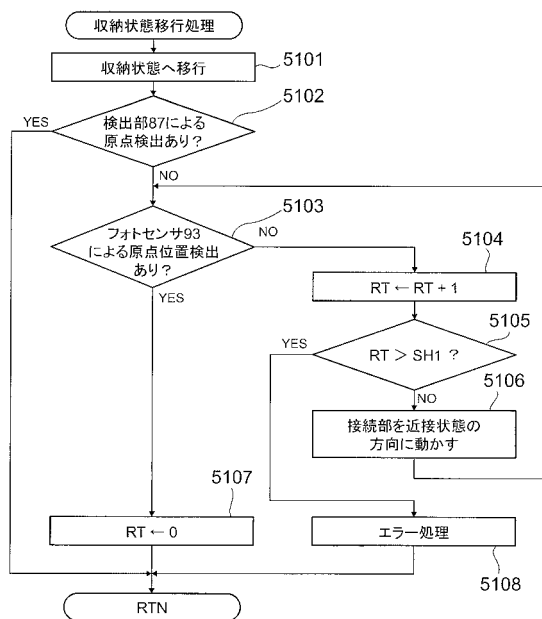 収納状態移行処理
収納状態へ移行
5101
5102
YES
検出部87による
原点検出あり？
NO
5103
フォトセンサ93
による原点位置検出
あり？
NO
YES
5104
RT ← RT + 1
5105
YES
RT > SH1 ？
NO
5106
接続部を近接状態の
方向に動かす
5107
RT ← 0
エラー処理
5108
RTN